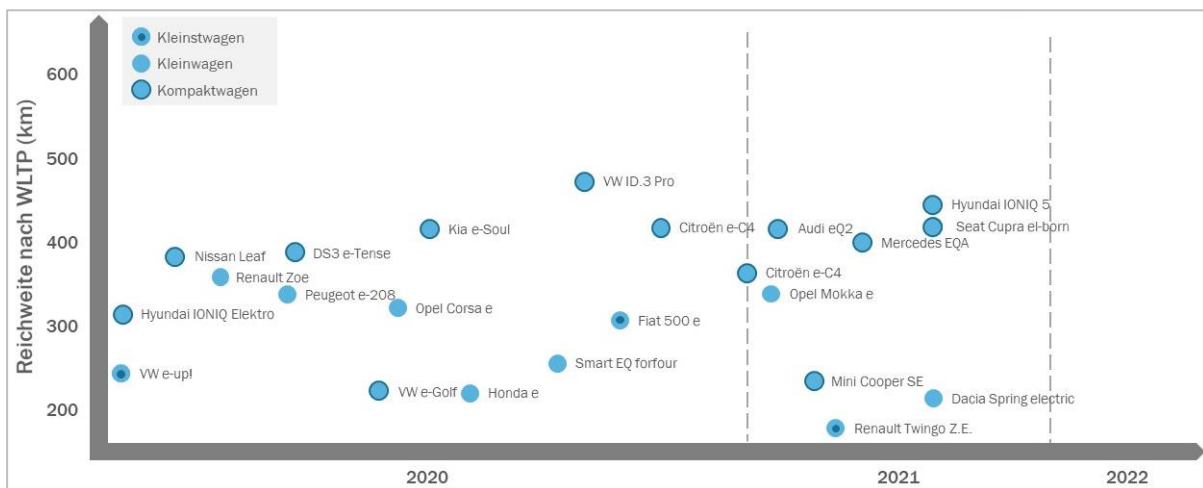 Kleinstwagen
Kleinwagen
Kompaktwagen
Reichweite nach WLTP (km)
600
500
400
300
200
VW ID.3 Pro
Hyundai IONIQ 5
Kia e-Soul
Citroën e-C4
Audi eQ2
Seat Cupra el-born
Mercedes EQA
Nissan Leaf
DS3 e-Tense
Renault Zoe
Citroën e-C4
Peugeot e-208
Opel Mokka e
Hyundai IONIQ Elektro
Opel Corsa e
Fiat 500 e
VW e-up!
Smart EQ forfour
Mini Cooper SE
VW e-Golf
Honda e
Dacia Spring electric
Renault Twingo Z.E.
2020
2021
2022